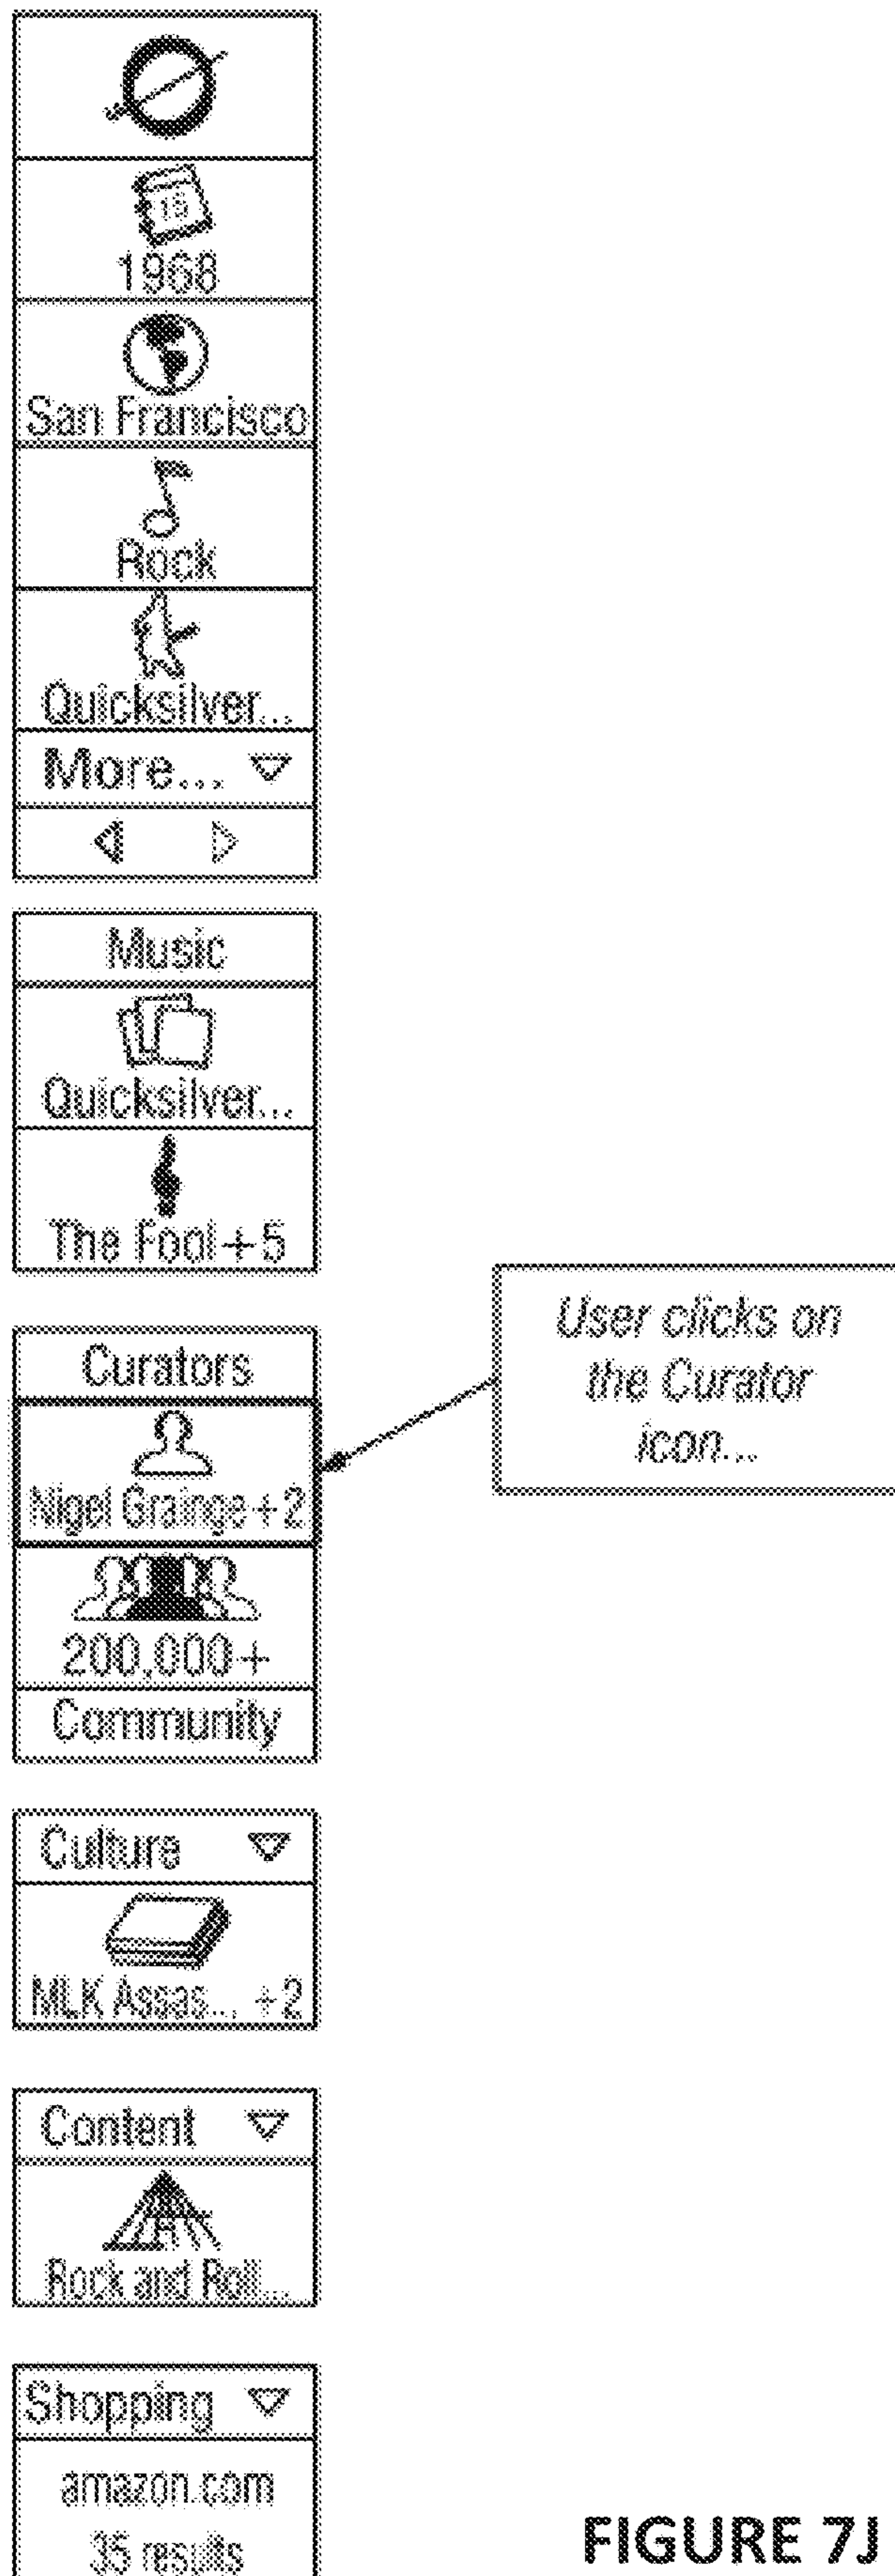 15
1968
San Francisco
Rock
Quicksilver...
More...
Music
Quicksilver...
The Fool+5
Curators
Nigel Grainge+2
200,000+
Community
User clicks on
the Curator
icon...
Culture
MLK Assas... +2
Content
Rock and Roll...
Shopping
amazon.com
35 results
FIGURE 7J